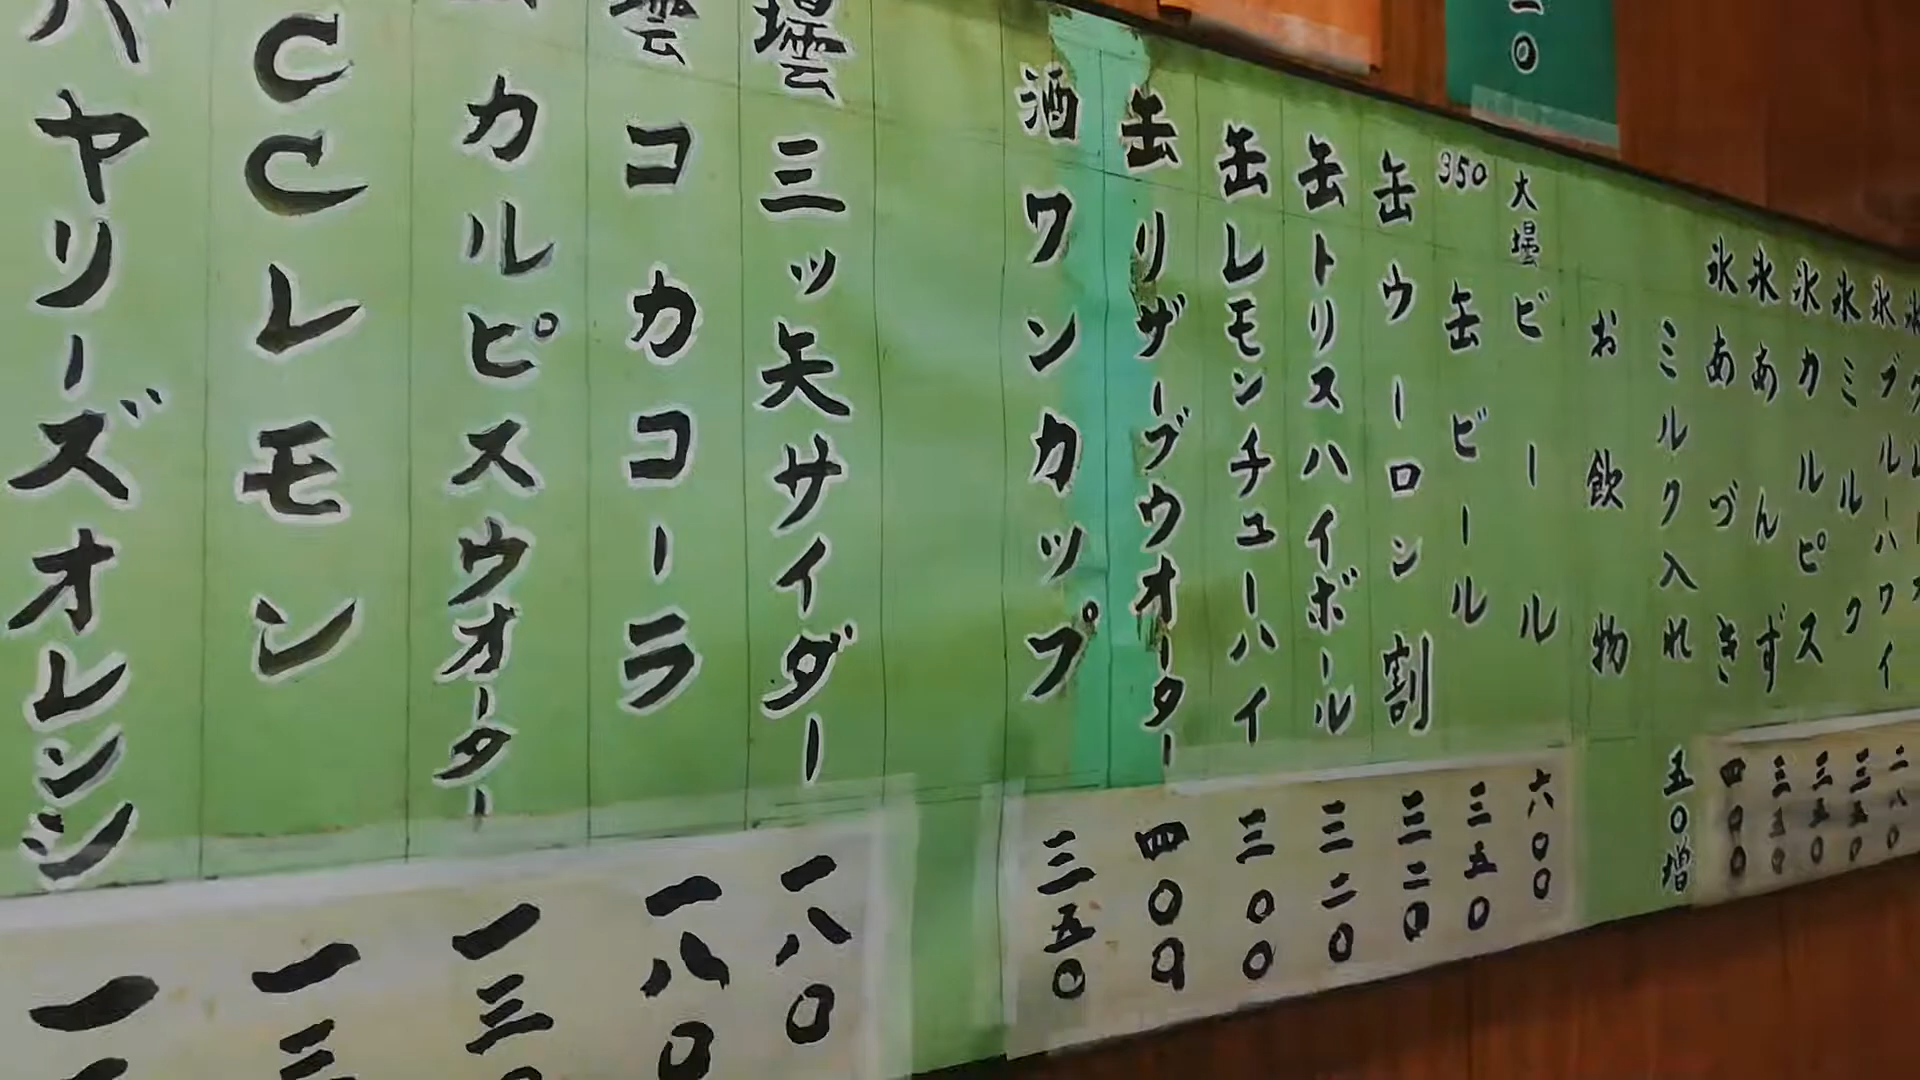 氷ブルーハワイ 二八〇
氷ミルク 三五〇
氷カルピス 三五〇
氷あんず 三五〇
氷あづき 四〇〇
ミルク入れ 五〇増
お飲物
大壜ビール 六〇〇
350缶ビール 三五〇
缶ウーロン割 三二〇
缶トリスハイボール 三二〇
缶レモンチューハイ 三〇〇
缶リザーブウオーター 四〇〇
酒ワンカップ 三五〇
壜三ッ矢サイダー 一八〇
壜コカコーラ 一八〇
カルピスウオーター 一三〇
CCレモン 一三
バヤリーズオレンジ 一